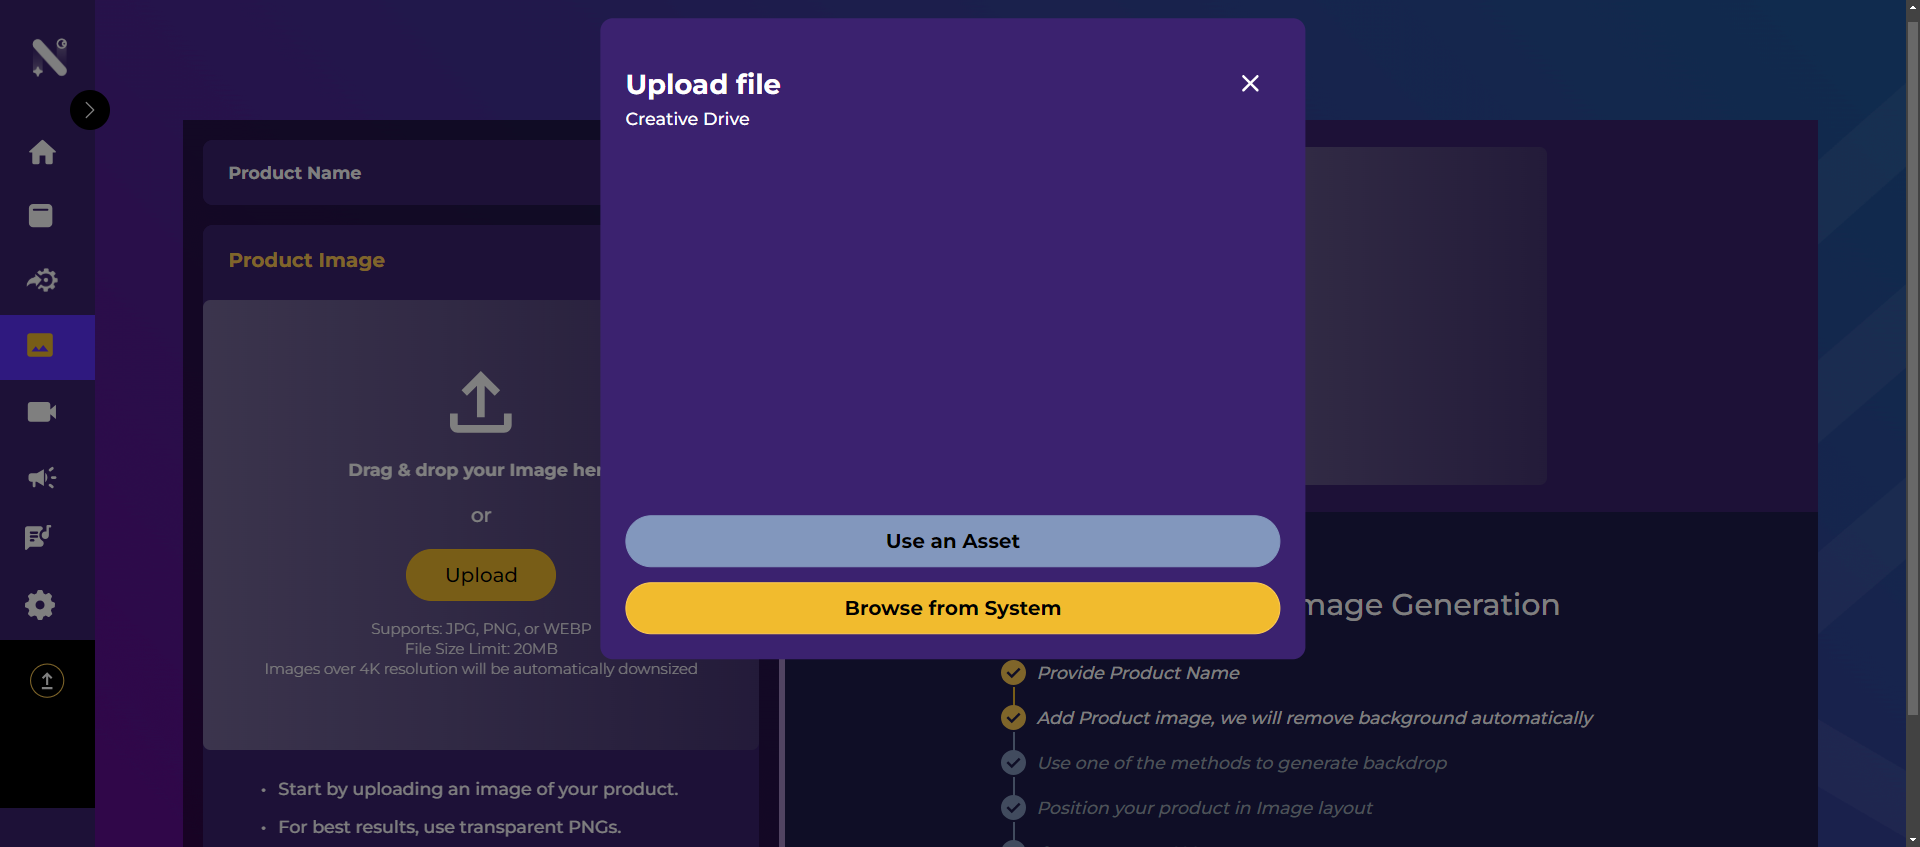 Upload file
Creative Drive
Use an Asset
Browse from System
Product Name
Product Image
Drag & drop your Image
or
Upload
Supports: JPG, PNG, or WEBP
File Size Limit: 20MB
Images over 4K resolution will be automatically downsized
• Start by uploading an image of your product.
• For best results, use transparent PNGs.
Generation
Provide Product Name
Add Product image, we will remove background automatically
Use one of the methods to generate backdrop
Position your product in Image layout